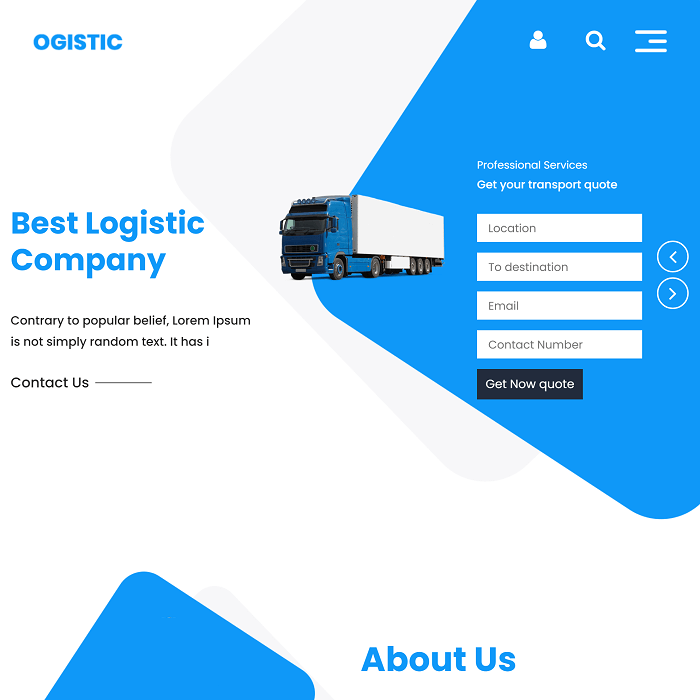 OGISTIC
Professional Services
Get your transport quote
Best Logistic
Company
Location
To destination
Email
Contact Number
Get Now quote
Contrary to popular belief, Lorem Ipsum
is not simply random text. It has i
Contact Us
About Us